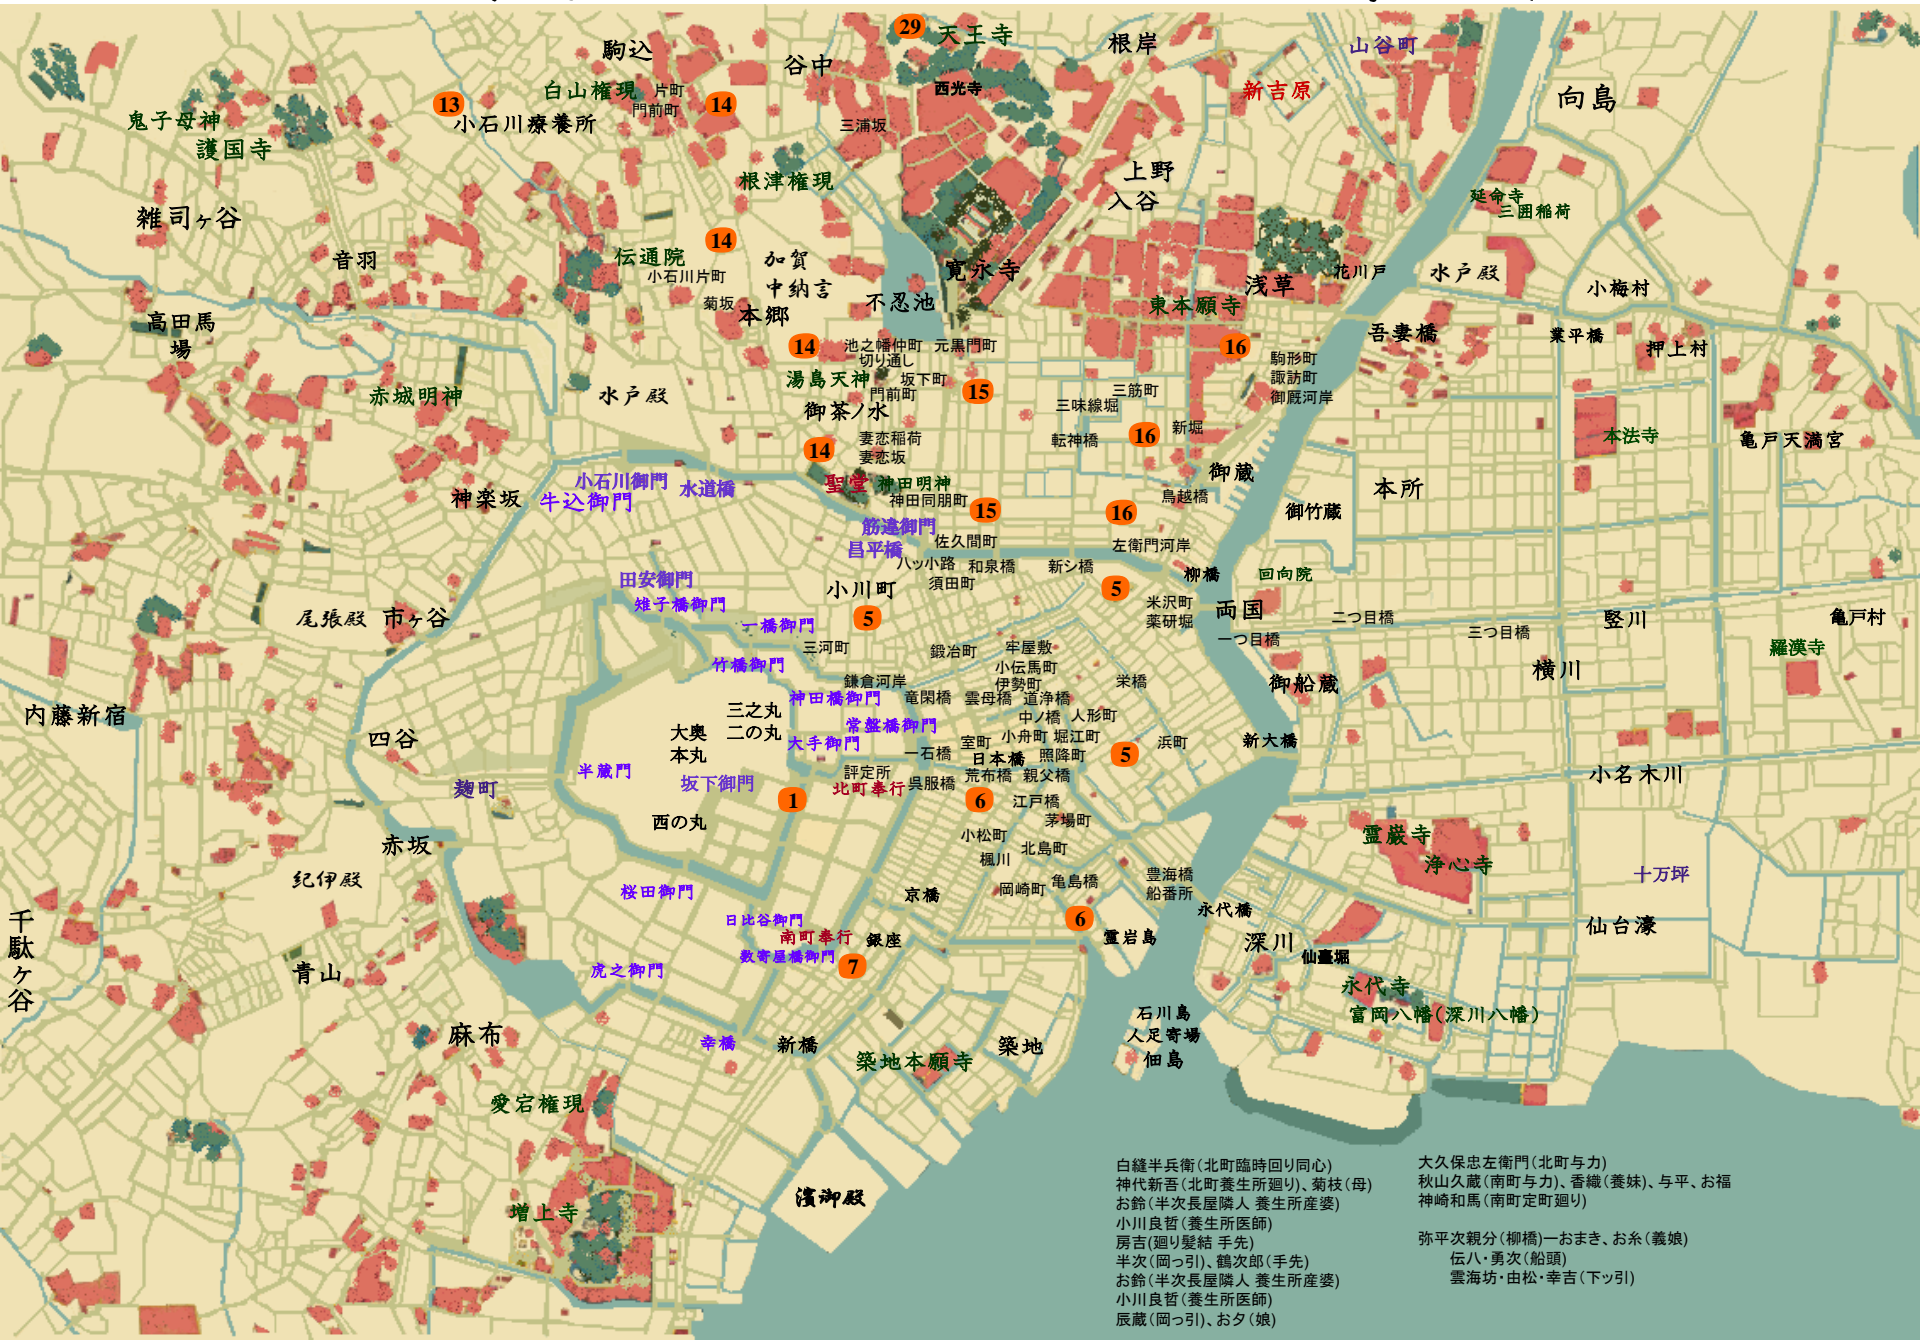 29
天王寺
駒込
谷中
根岸
山谷町
向島
白山権現
片町
門前町
14
西光寺
新吉原
13
小石川療養所
三浦坂
鬼子母神
護国寺
根津権現
上野
入谷
延命寺
三囲稲荷
雑司ヶ谷
音羽
伝通院
14
小石川片町
菊坂
加賀
中納言
本郷
不忍池
寛永寺
東本願寺
浅草
花川戸
水戸殿
小梅村
高田馬
場
吾妻橋
業平橋
押上村
14
池之幡仲町
切り通し
元黒門町
湯島天神
坂下町
門前町
15
16
駒形町
諏訪町
御厩河岸
赤城明神
水戸殿
御茶ノ水
三筋町
三味線堀
転神橋
16
新堀
本法寺
亀戸天満宮
14
妻恋稲荷
妻恋坂
小石川御門
牛込御門
水道橋
神楽坂
聖堂
神田明神
神田同朋町
15
16
鳥越橋
御蔵
本所
御竹蔵
筋違御門
昌平橋
佐久間町
左衛門河岸
八ッ小路
和泉橋
新シ橋
須田町
柳橋
回向院
田安御門
雉子橋御門
小川町
5
5
米沢町
薬研堀
両国
一つ目橋
二つ目橋
三つ目橋
竪川
亀戸村
羅漢寺
尾張殿
市ヶ谷
一橋御門
三河町
竹橋御門
鍛冶町
牢屋敷
小伝馬町
伊勢町
鎌倉河岸
栄橋
横川
御船蔵
神田橋御門
竜閑橋
雲母橋
道浄橋
内藤新宿
三之丸
二の丸
大奥
本丸
常盤橋御門
大手御門
中ノ橋
人形町
小舟町
堀江町
室町
日本橋
照降町
5
浜町
新大橋
四谷
一石橋
半蔵門
坂下御門
評定所
北町奉行
呉服橋
荒布橋
親父橋
小名木川
麹町
1
6
江戸橋
茅場町
西の丸
小松町
楓川
北島町
霊巌寺
浄心寺
赤坂
紀伊殿
桜田御門
京橋
岡崎町
亀島橋
豊海橋
船番所
永代橋
十万坪
日比谷御門
南町奉行
数寄屋橋御門
銀座
7
6
霊岩島
深川
仙臺堀
仙台濠
千
駄
ヶ
谷
青山
虎之御門
永代寺
富岡八幡(深川八幡)
石川島
人足寄場
佃島
麻布
幸橋
新橋
築地本願寺
築地
愛宕権現
増上寺
濱御殿
白縫半兵衛(北町臨時回り同心)
神代新吾(北町養生所廻り)、菊枝(母)
お鈴(半次長屋隣人 養生所産婆)
小川良哲(養生所医師)
房吉(廻り髪結 手先)
半次(岡っ引)、鶴次郎(手先)
お鈴(半次長屋隣人 養生所産婆)
小川良哲(養生所医師)
辰蔵(岡っ引)、お夕(娘)
大久保忠左衛門(北町与力)
秋山久蔵(南町与力)、香織(養妹)、与平、お福
神崎和馬(南町定町廻り)
弥平次親分(柳橋)―おまき、お糸(義娘)
伝八・勇次(船頭)
雲海坊・由松・幸吉(下ッ引)